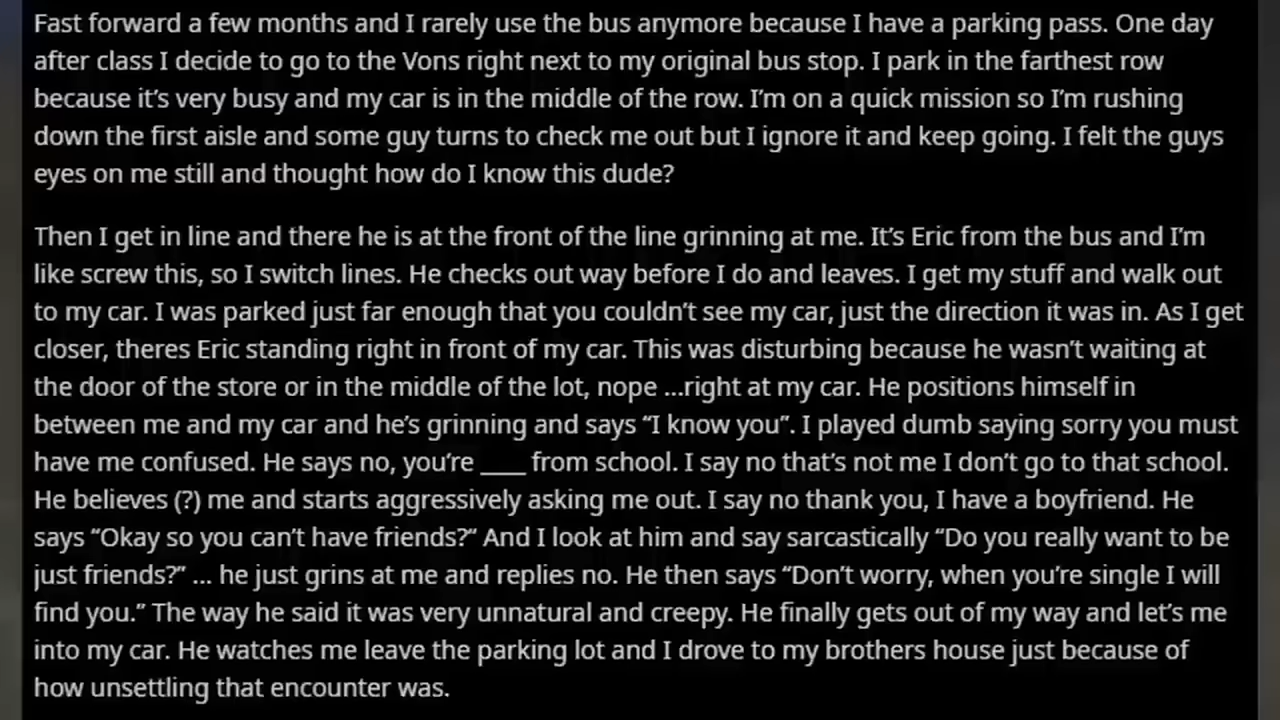 Fast forward a few months and I rarely use the bus anymore because I have a parking pass. One day
after class I decide to go to the Vons right next to my original bus stop. I park in the farthest row
because it’s very busy and my car is in the middle of the row. I’m on a quick mission so I’m rushing
down the first aisle and some guy turns to check me out but I ignore it and keep going. I felt the guys
eyes on me still and thought how do I know this dude?
Then I get in line and there he is at the front of the line grinning at me. It’s Eric from the bus and I’m
like screw this, so I switch lines. He checks out way before I do and leaves. I get my stuff and walk out
to my car. I was parked just far enough that you couldn’t see my car, just the direction it was in. As I get
closer, theres Eric standing right in front of my car. This was disturbing because he wasn’t waiting at
the door of the store or in the middle of the lot, nope ...right at my car. He positions himself in
between me and my car and he’s grinning and says “I know you”. I played dumb saying sorry you must
have me confused. He says no, you’re ____ from school. I say no that’s not me I don’t go to that school.
He believes (?) me and starts aggressively asking me out. I say no thank you, I have a boyfriend. He
says “Okay so you can’t have friends?“ And I look at him and say sarcastically “Do you really want to be
just friends?” ... he just grins at me and replies no. He then says “Don’t worry, when you’re single I will
find you.” The way he said it was very unnatural and creepy. He finally gets out of my way and let’s me
into my car. He watches me leave the parking lot and I drove to my brothers house just because of
how unsettling that encounter was.